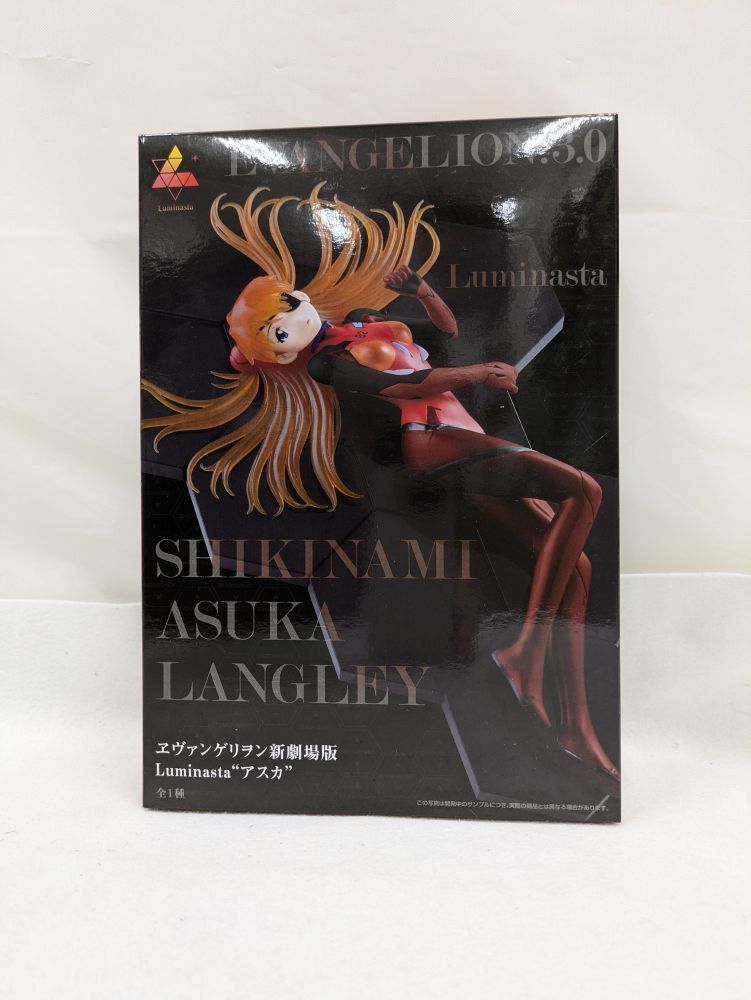 EVANGELION:3.0
Luminasta
Luminasta
SHIKINAMI
ASUKA
LANGLEY
ヱヴァンゲリヲン新劇場版
Luminasta“アスカ”
全1種
この写真は開発中のサンプルにつき、実際の商品とは異なる場合があります。